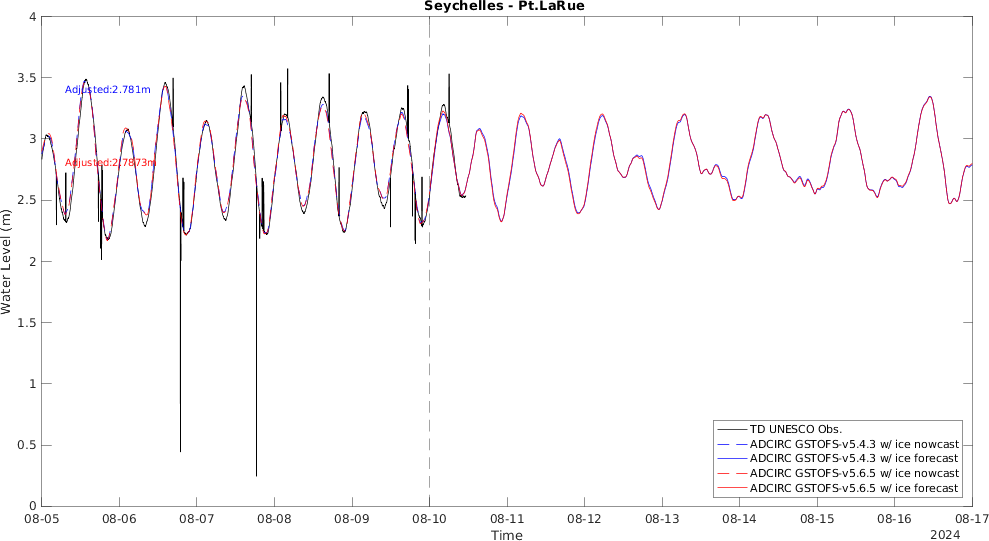 Seychelles - Pt.LaRue
4
3.5
3
2.5
2
1.5
1
0.5
0
Water Level (m)
Adjusted:2.781m
Adjusted:2.7873m
TD UNESCO Obs.
ADCIRC GSTOFS-v5.4.3 w/ ice nowcast
ADCIRC GSTOFS-v5.4.3 w/ ice forecast
ADCIRC GSTOFS-v5.6.5 w/ ice nowcast
ADCIRC GSTOFS-v5.6.5 w/ ice forecast
08-05 08-06 08-07 08-08 08-09 08-10 08-11 08-12 08-13 08-14 08-15 08-16 08-17
Time
2024